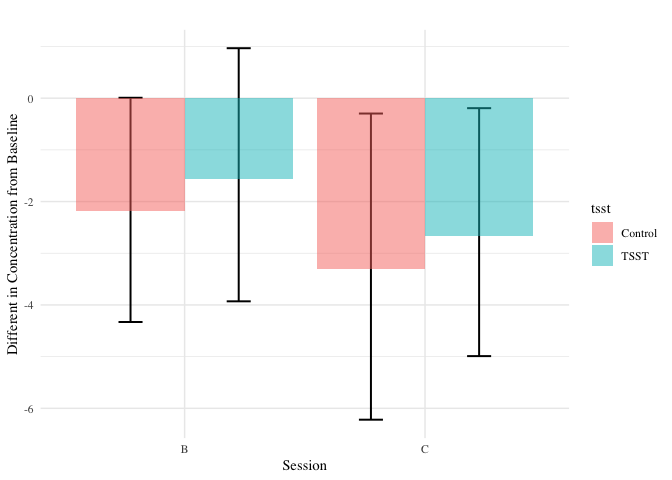 Different in Concentration from Baseline
0
-2
-4
-6
B
C
Session
tsst
Control
TSST